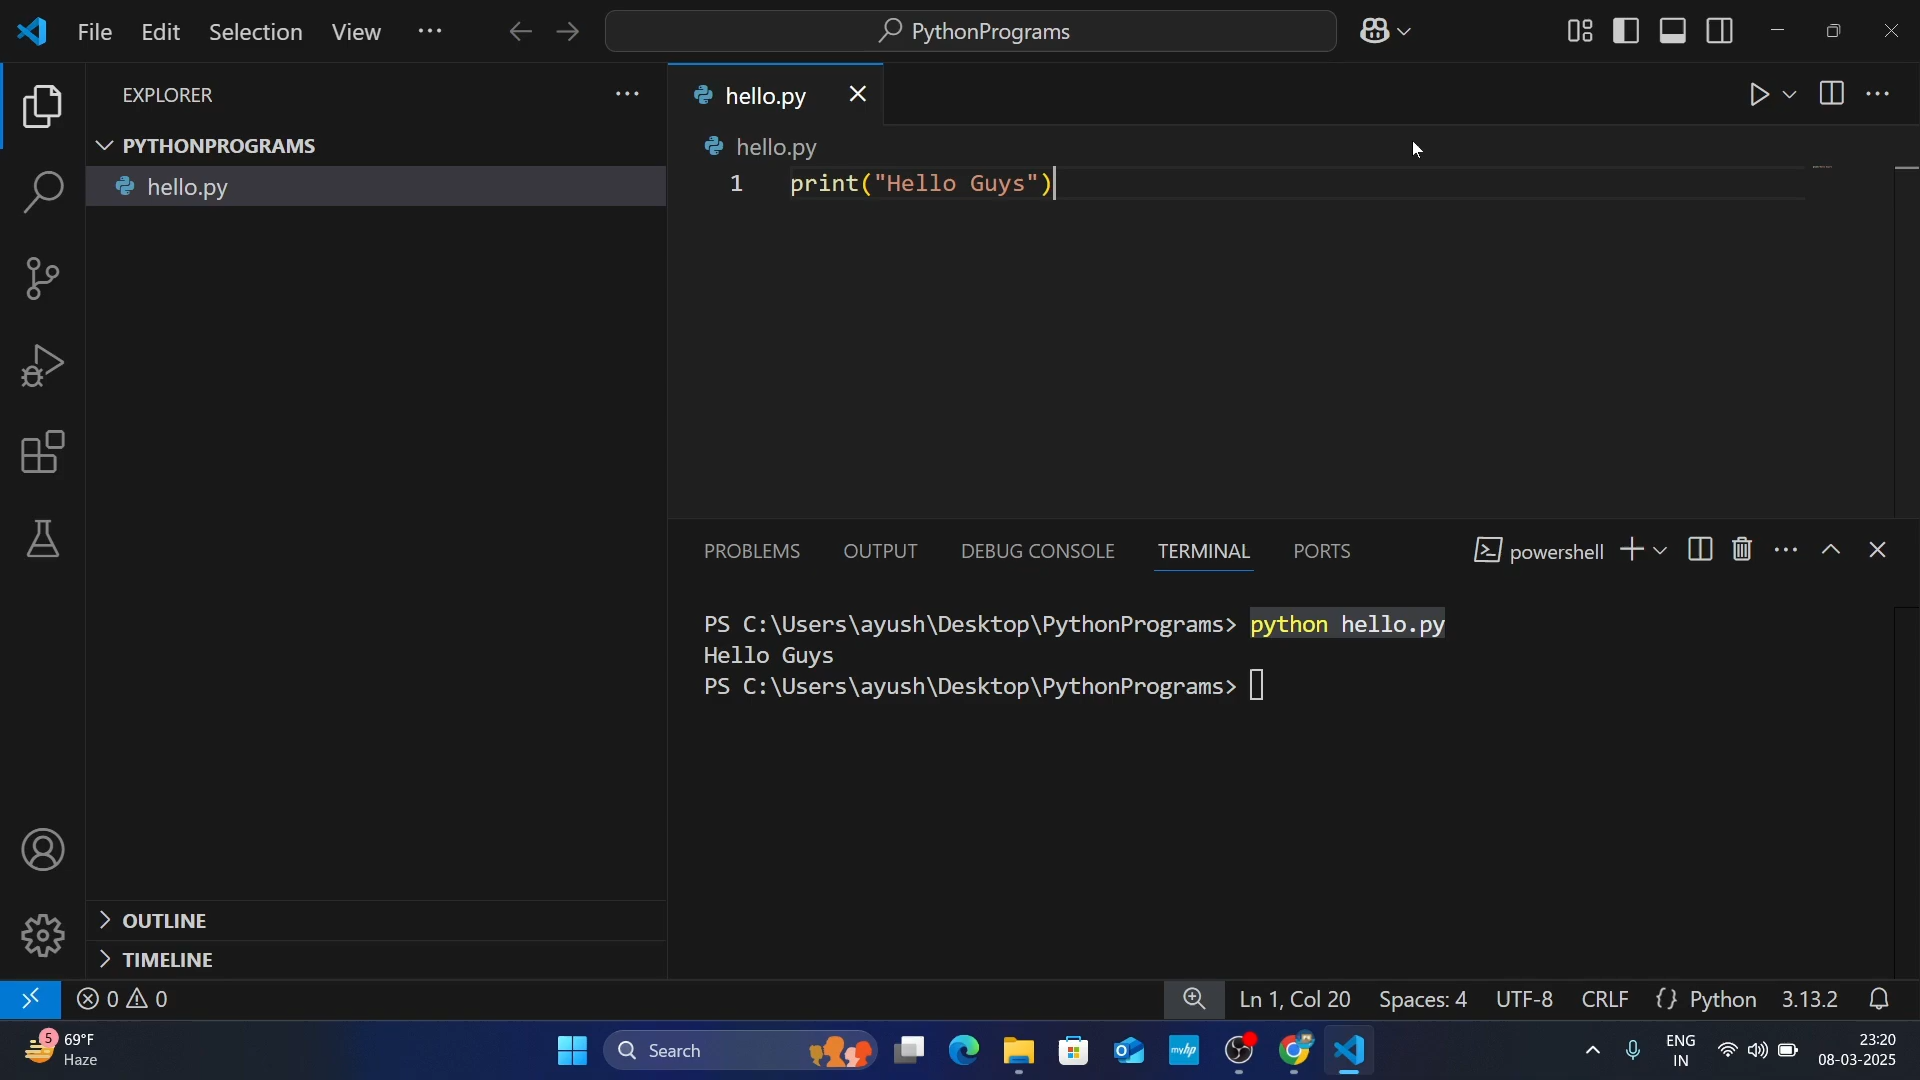 File Edit Selection View ··· PythonPrograms
EXPLORER ···
hello.py
PYTHONPROGRAMS
hello.py
hello.py
1 print("Hello Guys")
PROBLEMS OUTPUT DEBUG CONSOLE TERMINAL PORTS powershell
PS C:\Users\ayush\Desktop\PythonPrograms> python hello.py
Hello Guys
PS C:\Users\ayush\Desktop\PythonPrograms>
OUTLINE
TIMELINE
0 0 Ln 1, Col 20 Spaces: 4 UTF-8 CRLF {} Python 3.13.2
5 69°F
Haze
Search
myhp
ENG
IN
23:20
08-03-2025